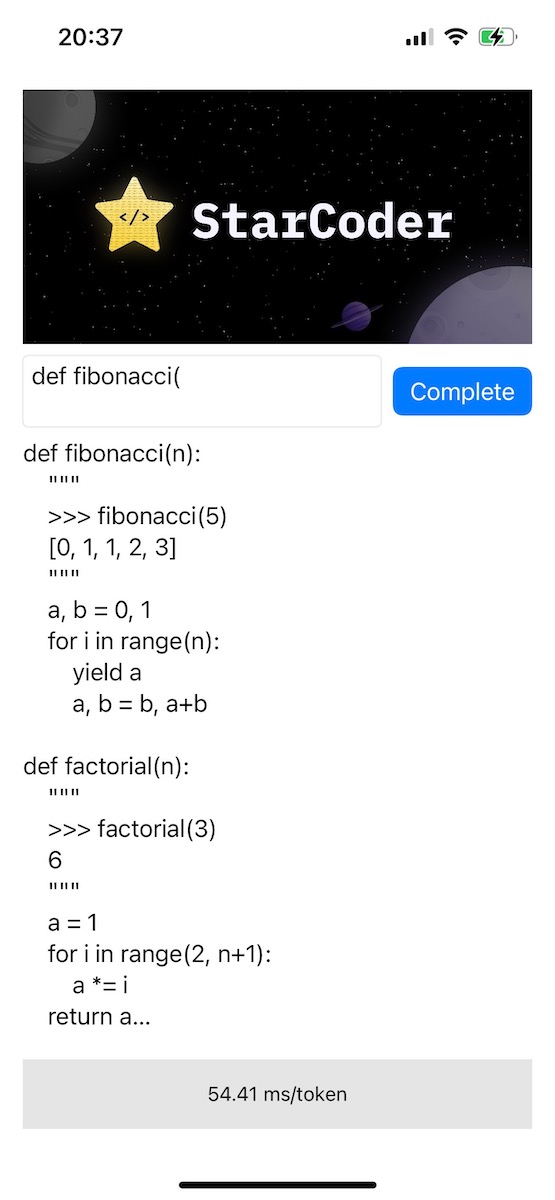 20:37
</>
StarCoder
def fibonacci(
Complete
def fibonacci(n):
    """
    >>> fibonacci(5)
    [0, 1, 1, 2, 3]
    """
    a, b = 0, 1
    for i in range(n):
        yield a
        a, b = b, a+b

def factorial(n):
    """
    >>> factorial(3)
    6
    """
    a = 1
    for i in range(2, n+1):
        a *= i
    return a...
54.41 ms/token